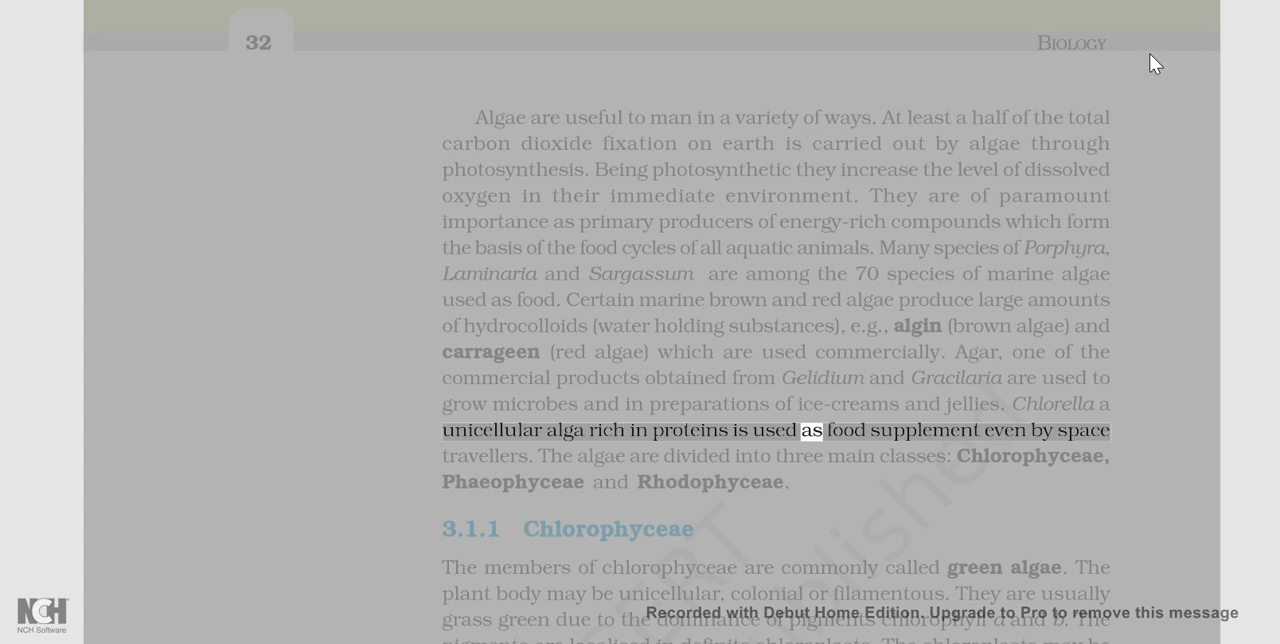 32
BIOLOGY
Algae are useful to man in a variety of ways. At least a half of the total
carbon dioxide fixation on earth is carried out by algae through
photosynthesis. Being photosynthetic they increase the level of dissolved
oxygen in their immediate environment. They are of paramount
importance as primary producers of energy-rich compounds which form
the basis of the food cycles of all aquatic animals. Many species of Porphyra,
Laminaria and Sargassum are among the 70 species of marine algae
used as food. Certain marine brown and red algae produce large amounts
of hydrocolloids (water holding substances), e.g., algin (brown algae) and
carrageen (red algae) which are used commercially. Agar, one of the
commercial products obtained from Gelidium and Gracilaria are used to
grow microbes and in preparations of ice-creams and jellies. Chlorella a
unicellular alga rich in proteins is used as food supplement even by space
travellers. The algae are divided into three main classes: Chlorophyceae,
Phaeophyceae and Rhodophyceae.
3.1.1 Chlorophyceae
The members of chlorophyceae are commonly called green algae. The
plant body may be unicellular, colonial or filamentous. They are usually
grass green due to the dominance of pigments chlorophyll a and b. The
pigments are localised in definite chloroplasts. The chloroplasts may be
Recorded with Debut Home Edition. Upgrade to Pro to remove this message
NCH
NCH Software